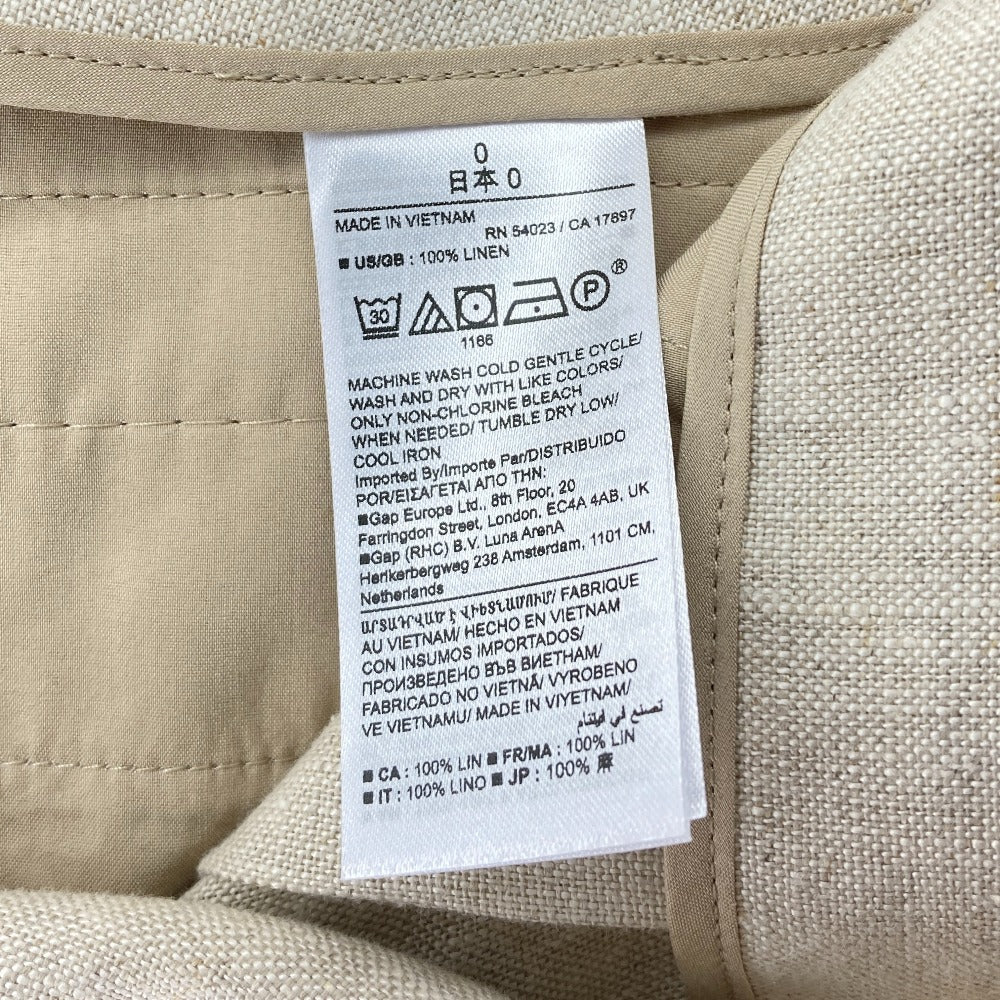 0
日本 0
MADE IN VIETNAM
RN 54023 / CA 17897
■ US/GB : 100% LINEN
30
P
®
1166
MACHINE WASH COLD GENTLE CYCLE/
WASH AND DRY WITH LIKE COLORS/
ONLY NON-CHLORINE BLEACH
WHEN NEEDED/ TUMBLE DRY LOW/
COOL IRON
Imported By/Importe Par/DISTRIBUIDO
POR/ΕΙΣΑΓΕΤΑΙ ΑΠΟ ΤΗΝ:
■Gap Europe Ltd., 8th Floor, 20
Farringdon Street, London, EC4A 4AB, UK
■Gap (RHC) B.V. Luna ArenA
Herikerbergweg 238 Amsterdam, 1101 CM,
Netherlands
ԱՐՏԱԴՐՎԱԾ Է ՎԻԵՏՆԱՄՈՒՄ/ FABRIQUE
AU VIETNAM/ HECHO EN VIETNAM
CON INSUMOS IMPORTADOS/
ПРОИЗВЕДЕНО ВЪВ ВИЕТНАМ/
FABRICADO NO VIETNÃ/ VYROBENO
VE VIETNAMU/ MADE IN VIYETNAM/
تصنع في فيتنام
■ CA : 100% LIN ■ FR/MA : 100% LIN
■ IT : 100% LINO ■ JP : 100% 麻